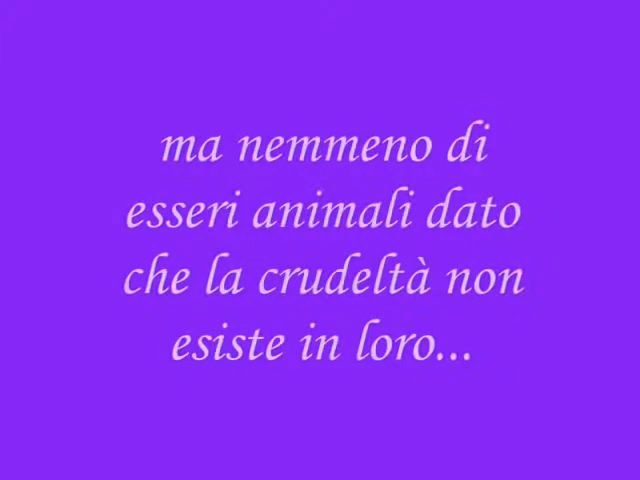 ma nemmeno di
esseri animali dato
che la crudeltà non
esiste in loro...